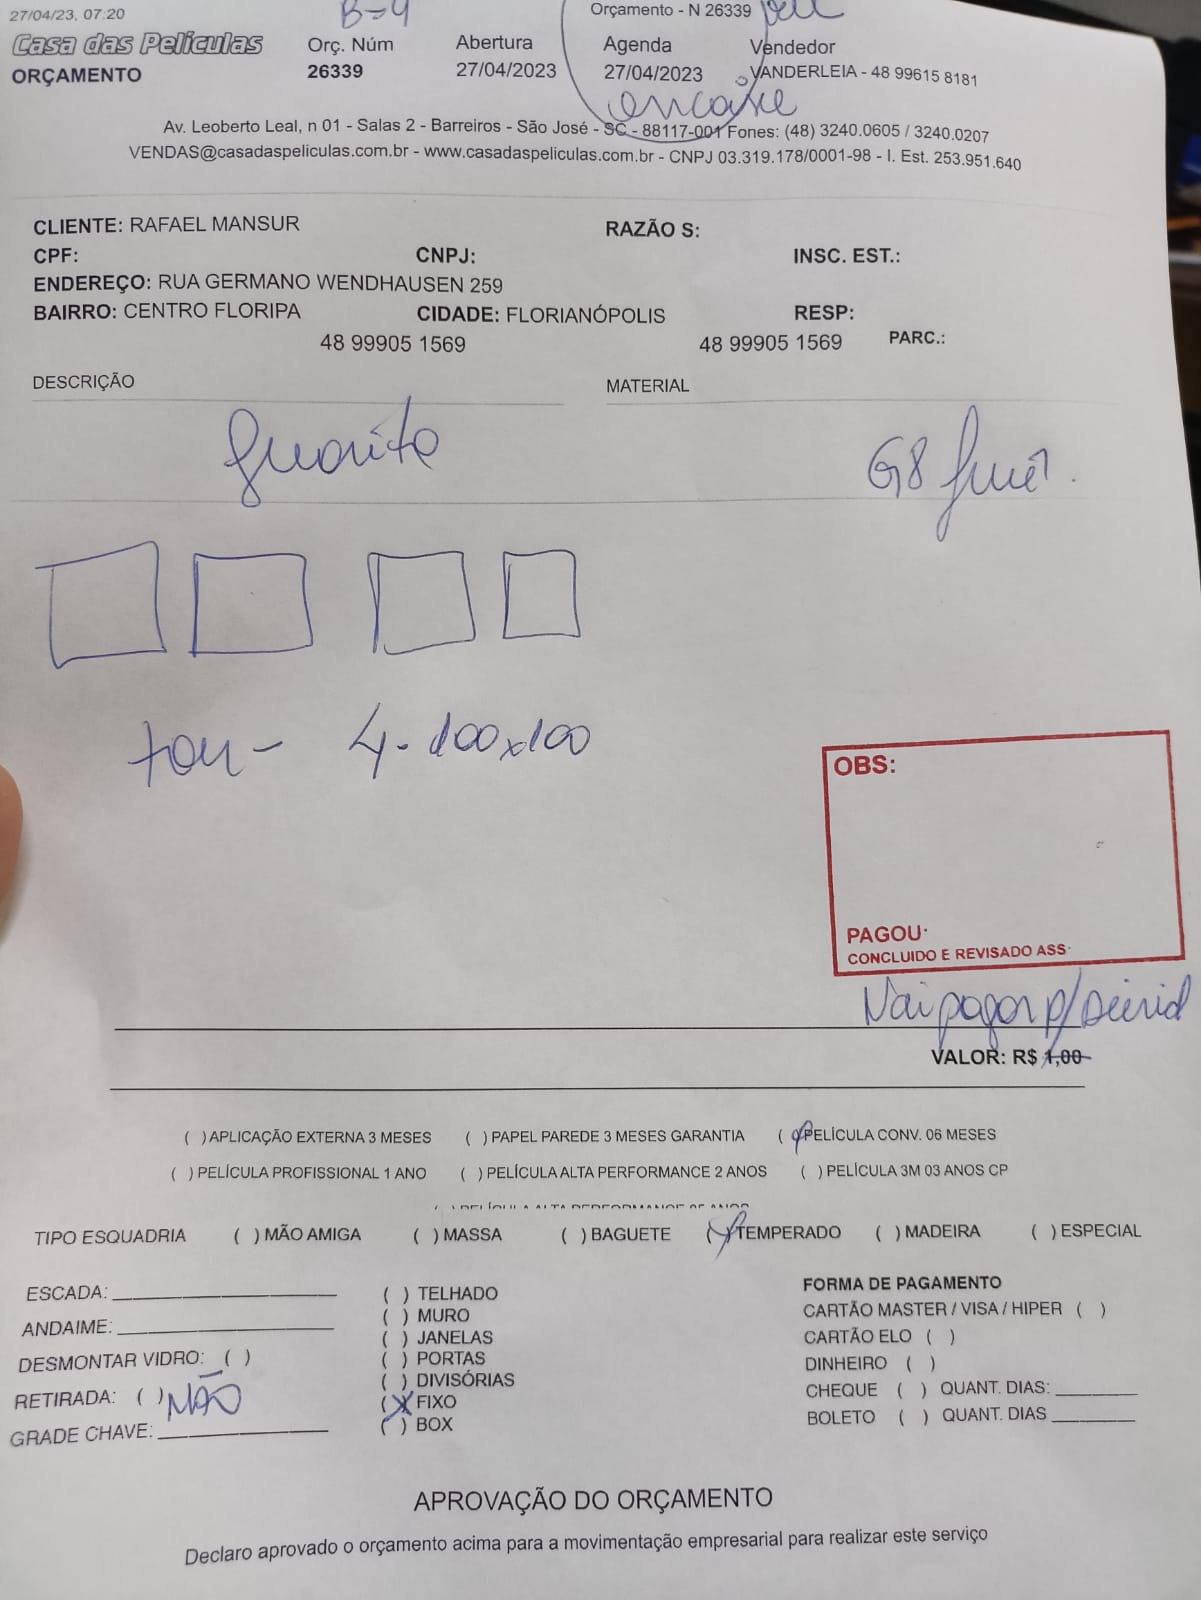 27/04/23, 07:20
B-4
Orçamento - N 26339
Casa das Películas
ORÇAMENTO
Orç. Núm
26339
Abertura
27/04/2023
Agenda
27/04/2023
Vendedor
VANDERLEIA - 48 99615 8181
encaixe
Av. Leoberto Leal, n 01 - Salas 2 - Barreiros - São José - SC - 88117-001 Fones: (48) 3240.0605 / 3240.0207
VENDAS@casadaspeliculas.com.br - www.casadaspeliculas.com.br - CNPJ 03.319.178/0001-98 - I. Est. 253.951.640
CLIENTE: RAFAEL MANSUR RAZÃO S:
CPF: CNPJ: INSC. EST.:
ENDEREÇO: RUA GERMANO WENDHAUSEN 259
BAIRRO: CENTRO FLORIPA CIDADE: FLORIANÓPOLIS RESP:
48 99905 1569 48 99905 1569 PARC.:
DESCRIÇÃO MATERIAL
guarita G8 fumê.
4 - 100x100
OBS:
PAGOU:
CONCLUIDO E REVISADO ASS:
Vai pagar p/
VALOR: R$ 1,00
( ) APLICAÇÃO EXTERNA 3 MESES ( ) PAPEL PAREDE 3 MESES GARANTIA ( ) PELÍCULA CONV. 06 MESES
( ) PELÍCULA PROFISSIONAL 1 ANO ( ) PELÍCULA ALTA PERFORMANCE 2 ANOS ( ) PELÍCULA 3M 03 ANOS CP
TIPO ESQUADRIA ( ) MÃO AMIGA ( ) MASSA ( ) BAGUETE ( ) TEMPERADO ( ) MADEIRA ( ) ESPECIAL
ESCADA:
ANDAIME:
DESMONTAR VIDRO: ( )
RETIRADA: ( ) NÃO
GRADE CHAVE:
( ) TELHADO
( ) MURO
( ) JANELAS
( ) PORTAS
( ) DIVISÓRIAS
(X) FIXO
( ) BOX
FORMA DE PAGAMENTO
CARTÃO MASTER / VISA / HIPER ( )
CARTÃO ELO ( )
DINHEIRO ( )
CHEQUE ( ) QUANT. DIAS:
BOLETO ( ) QUANT. DIAS
APROVAÇÃO DO ORÇAMENTO
Declaro aprovado o orçamento acima para a movimentação empresarial para realizar este serviço